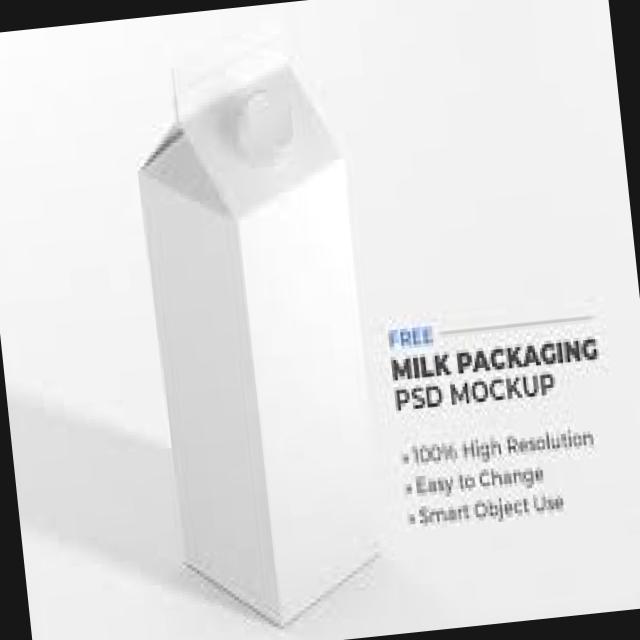 FREE
MILK PACKAGING
PSD MOCKUP
• 100% High Resolution
• Easy to Change
• Smart Object Use